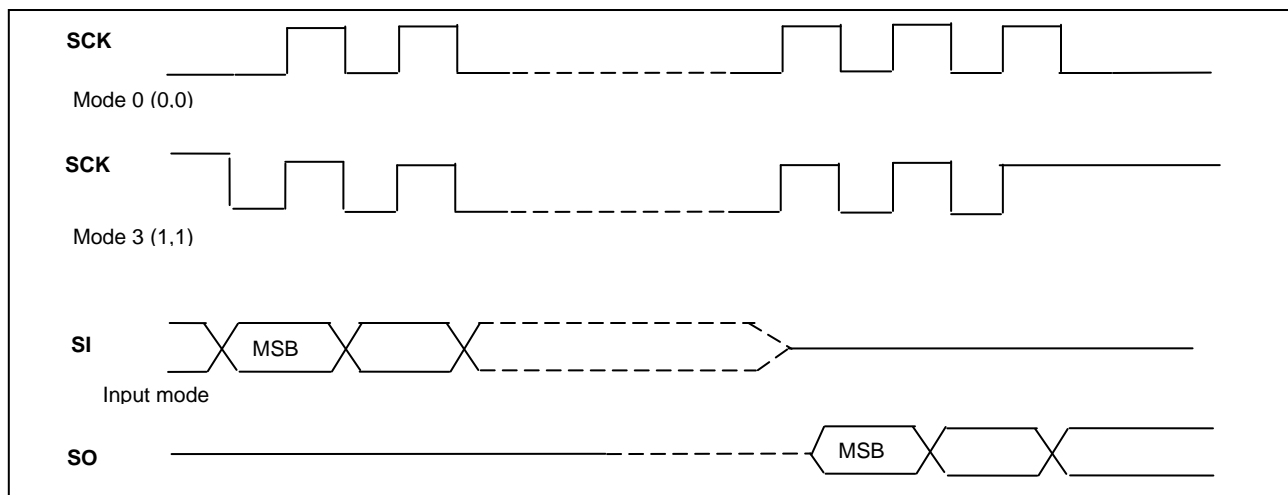 SCK
Mode 0 (0,0)
SCK
Mode 3 (1,1)
SI
MSB
Input mode
SO
MSB